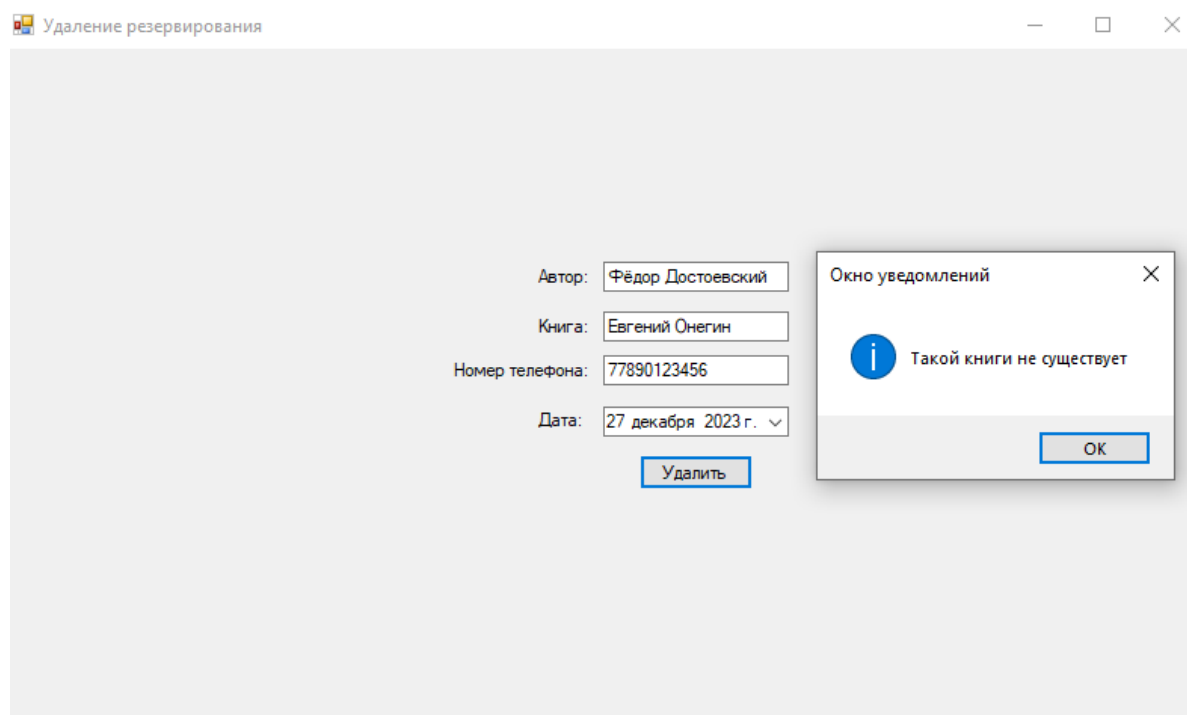 Удаление резервирования
Автор: Фёдор Достоевский
Книга: Евгений Онегин
Номер телефона: 77890123456
Дата: 27 декабря 2023 г.
Удалить
Окно уведомлений
Такой книги не существует
OK